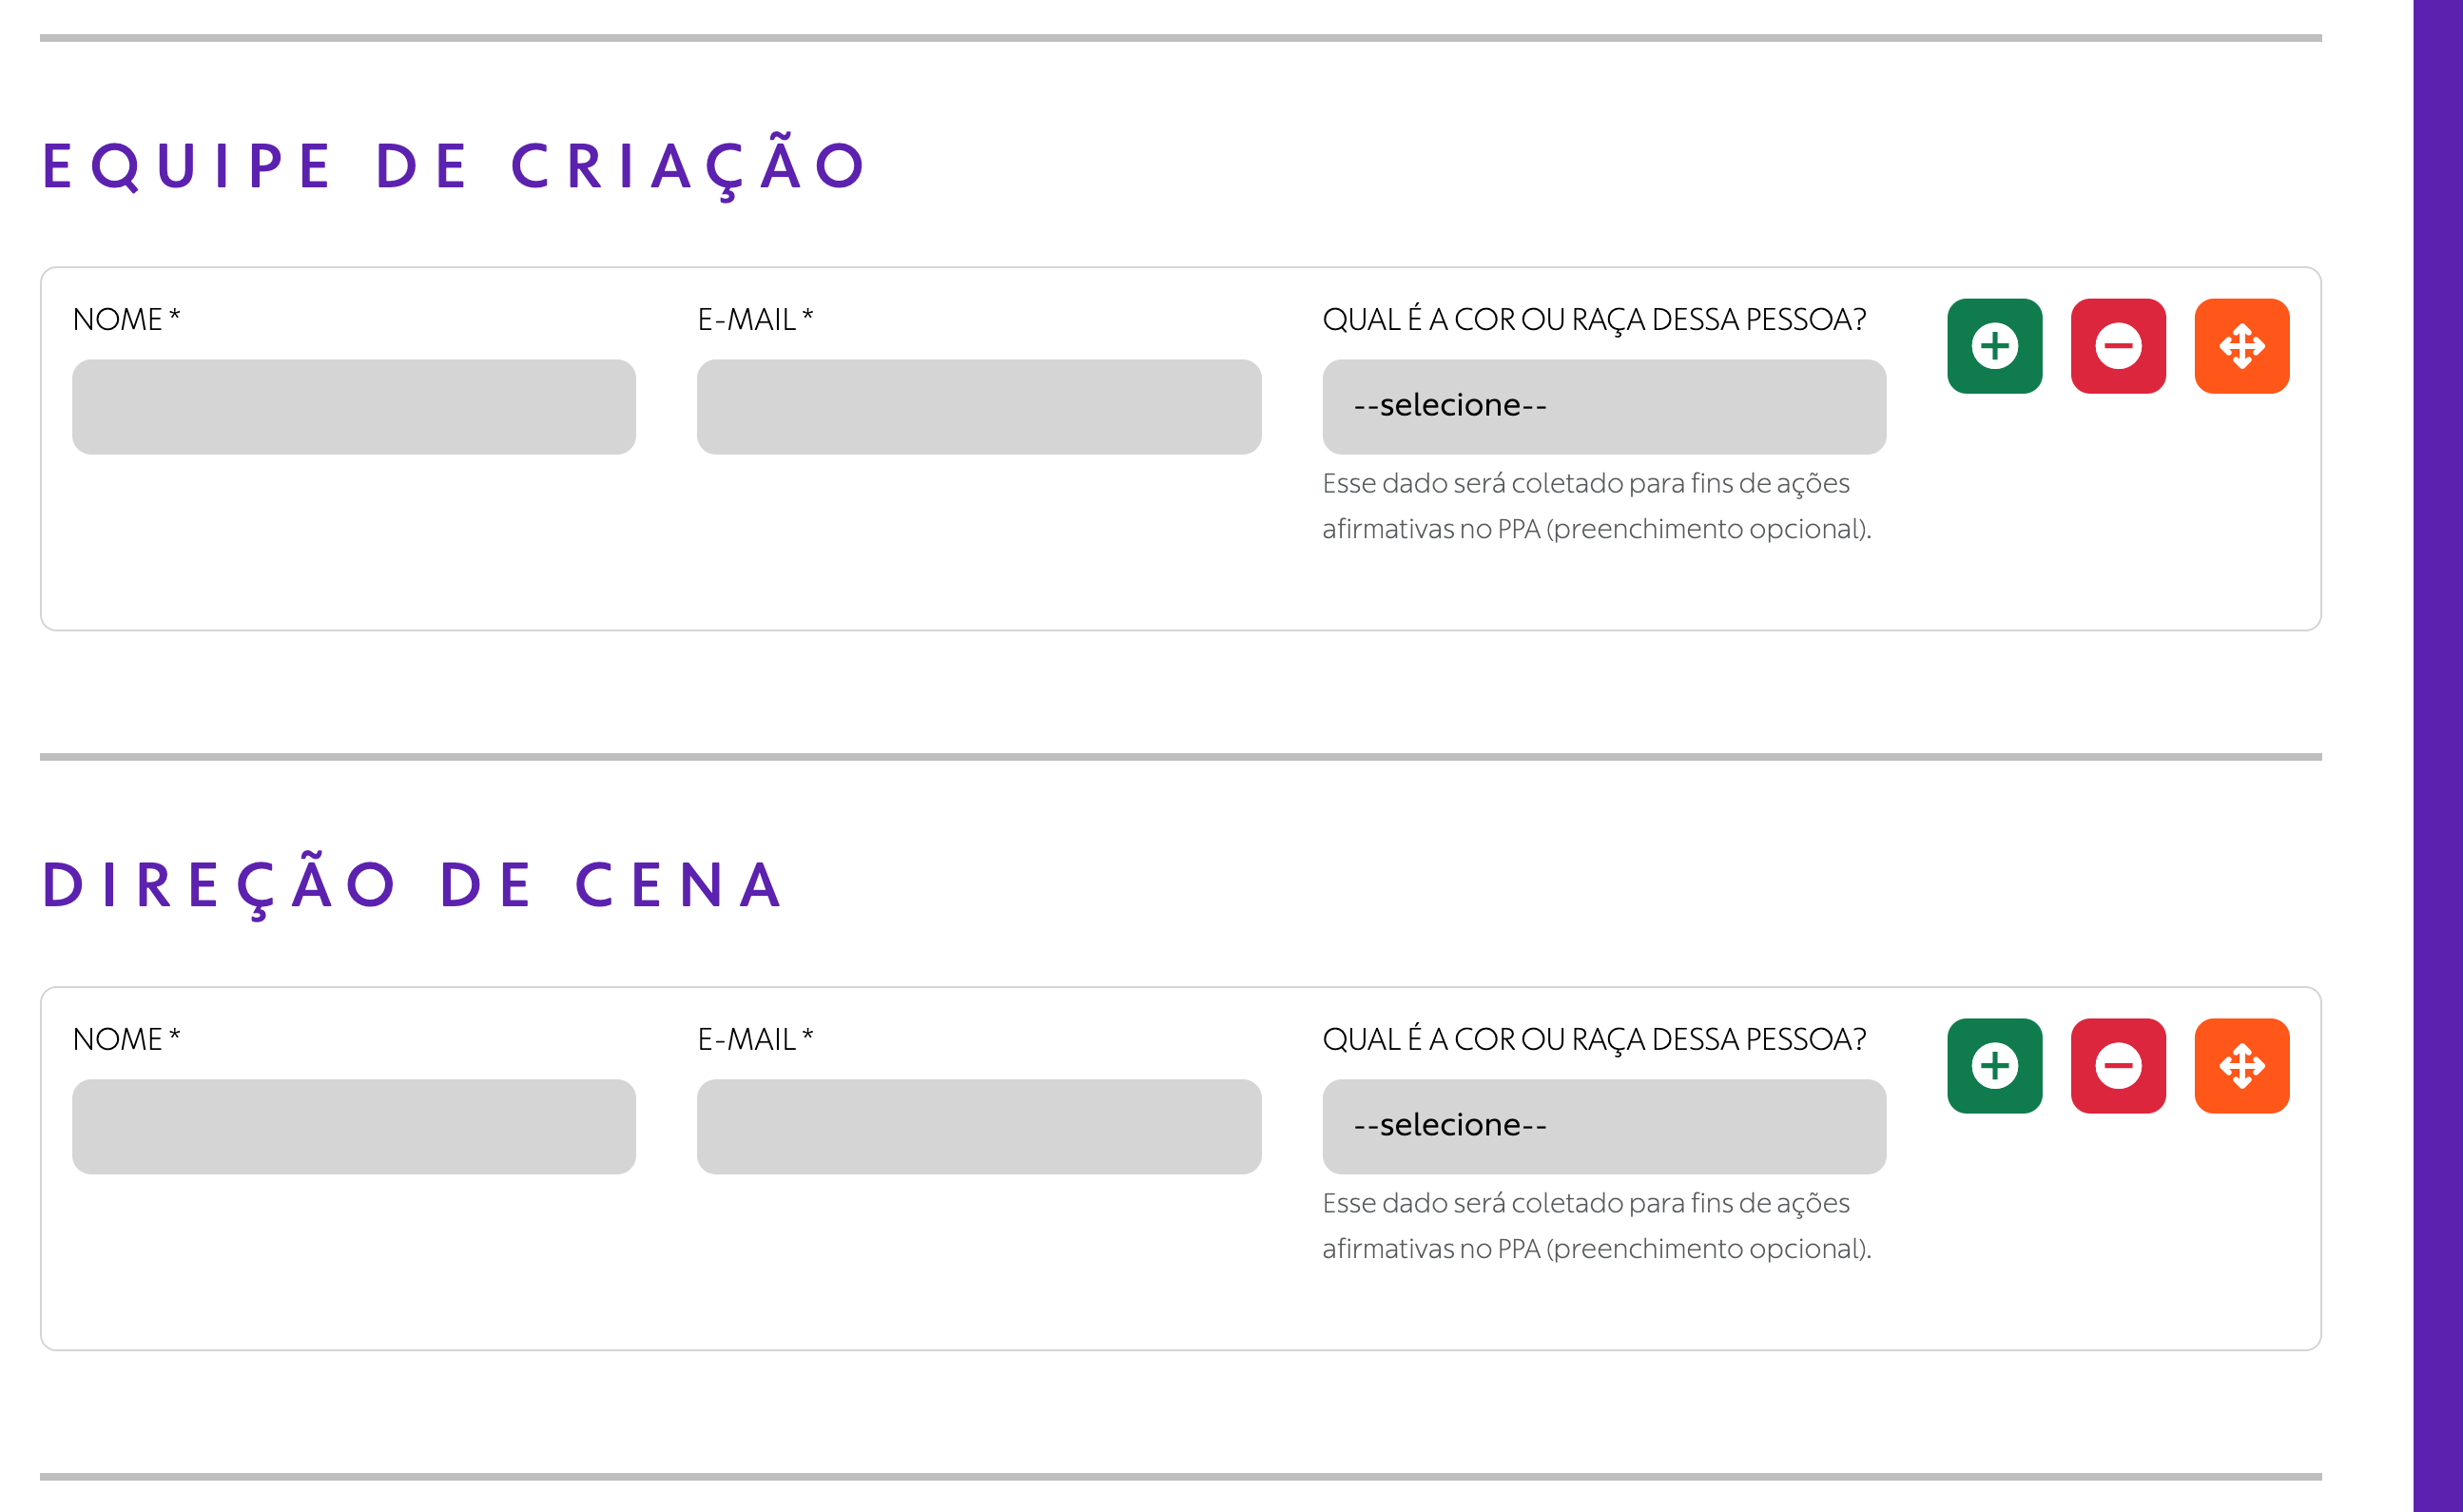 EQUIPE DE CRIAÇÃO
NOME *
E-MAIL *
QUAL É A COR OU RAÇA DESSA PESSOA?
--selecione--
Esse dado será coletado para fins de ações
afirmativas no PPA (preenchimento opcional).
DIREÇÃO DE CENA
NOME *
E-MAIL *
QUAL É A COR OU RAÇA DESSA PESSOA?
--selecione--
Esse dado será coletado para fins de ações
afirmativas no PPA (preenchimento opcional).